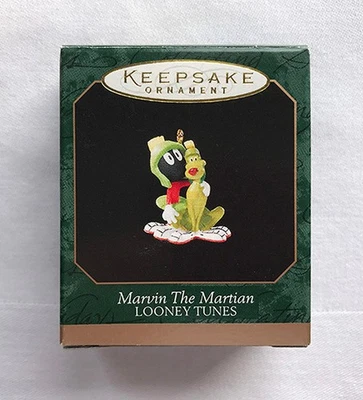 KEEPSAKE
ORNAMENT
Marvin The Martian
LOONEY TUNES